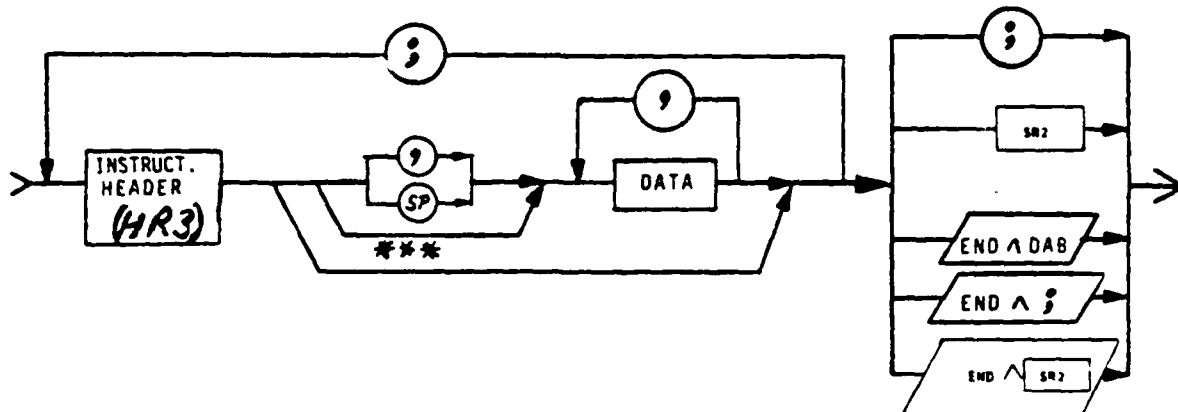 ;
;
,
SR2
INSTRUCT.
HEADER
(HR3)
,
SP
DATA
***
END ∧ DAB
END ∧ ;
END ∧ SR2